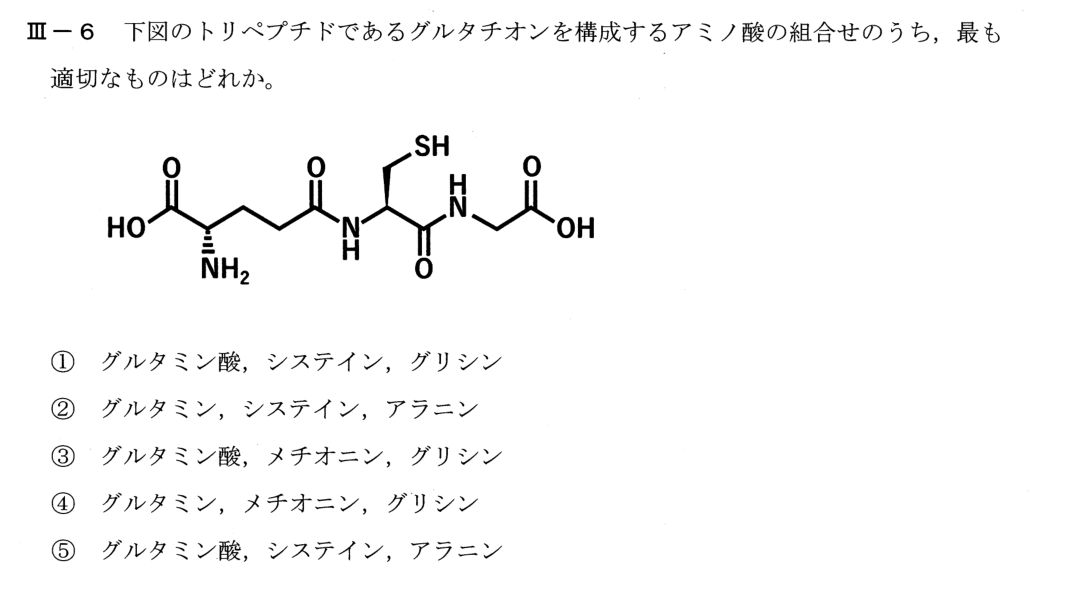 Ⅲ－６　下図のトリペプチドであるグルタチオンを構成するアミノ酸の組合せのうち，最も
適切なものはどれか。
SH
O
O
H
N
O
HO
N
H
OH
NH2
O
①　グルタミン酸，システイン，グリシン
②　グルタミン，システイン，アラニン
③　グルタミン酸，メチオニン，グリシン
④　グルタミン，メチオニン，グリシン
⑤　グルタミン酸，システイン，アラニン